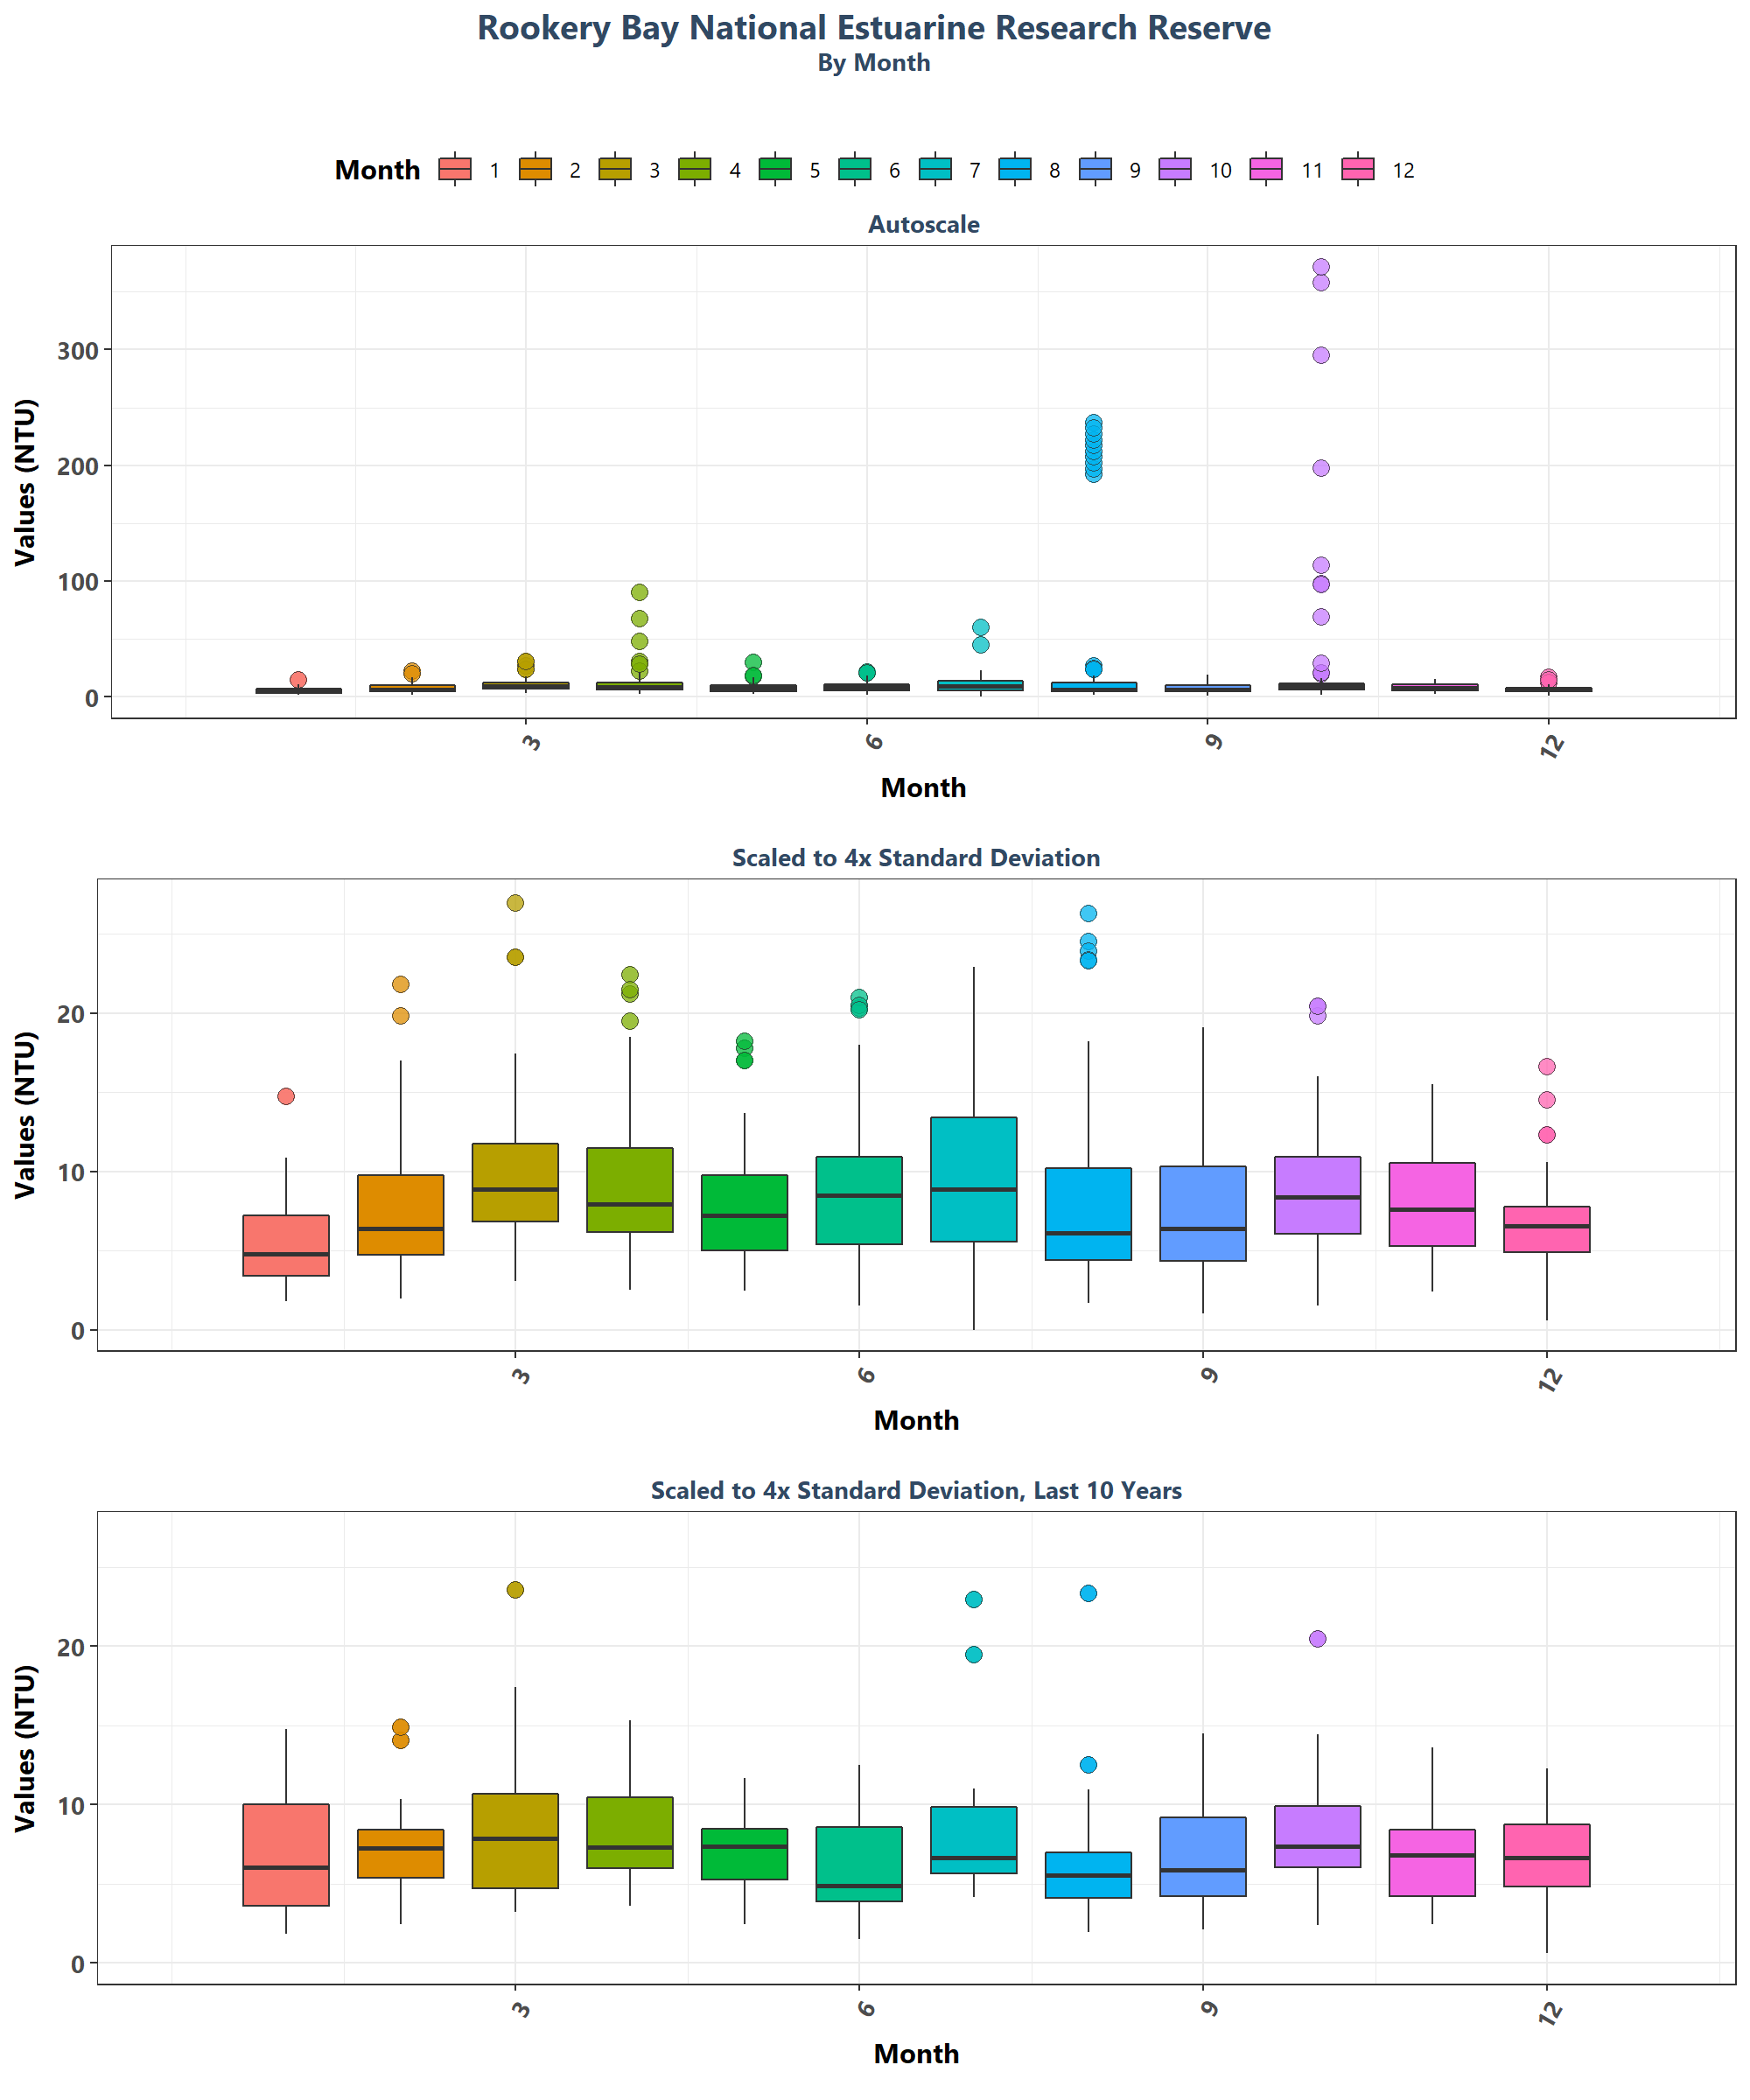 Rookery Bay National Estuarine Research Reserve
By Month
Month 1 2 3 4 5 6 7 8 9 10 11 12
Autoscale
Values (NTU)
300
200
100
0
3 6 9 12
Month
Scaled to 4x Standard Deviation
Values (NTU)
20
10
0
3 6 9 12
Month
Scaled to 4x Standard Deviation, Last 10 Years
Values (NTU)
20
10
0
3 6 9 12
Month